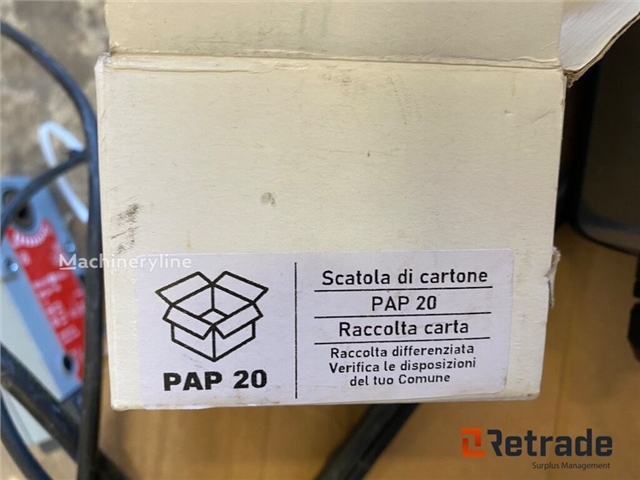 Machineryline
Scatola di cartone
PAP 20
Raccolta carta
Raccolta differenziata
Verifica le disposizioni
del tuo Comune
PAP 20
Retrade
Surplus Management